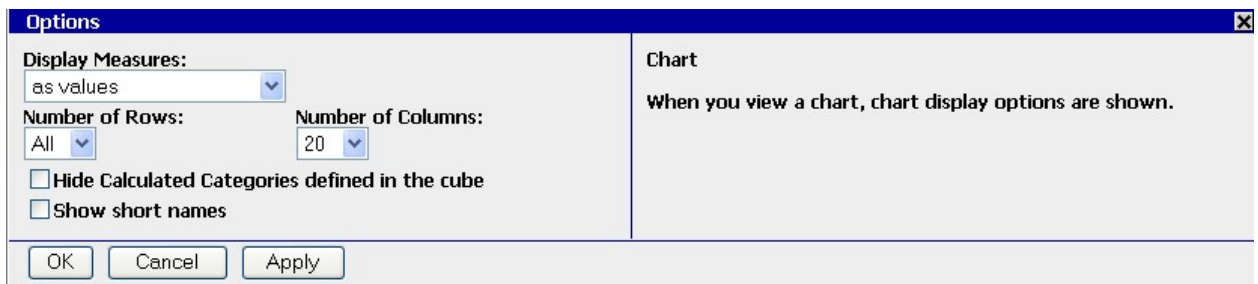 Options
Display Measures:
as values
Number of Rows: Number of Columns:
All 20
Hide Calculated Categories defined in the cube
Show short names
Chart
When you view a chart, chart display options are shown.
OK Cancel Apply